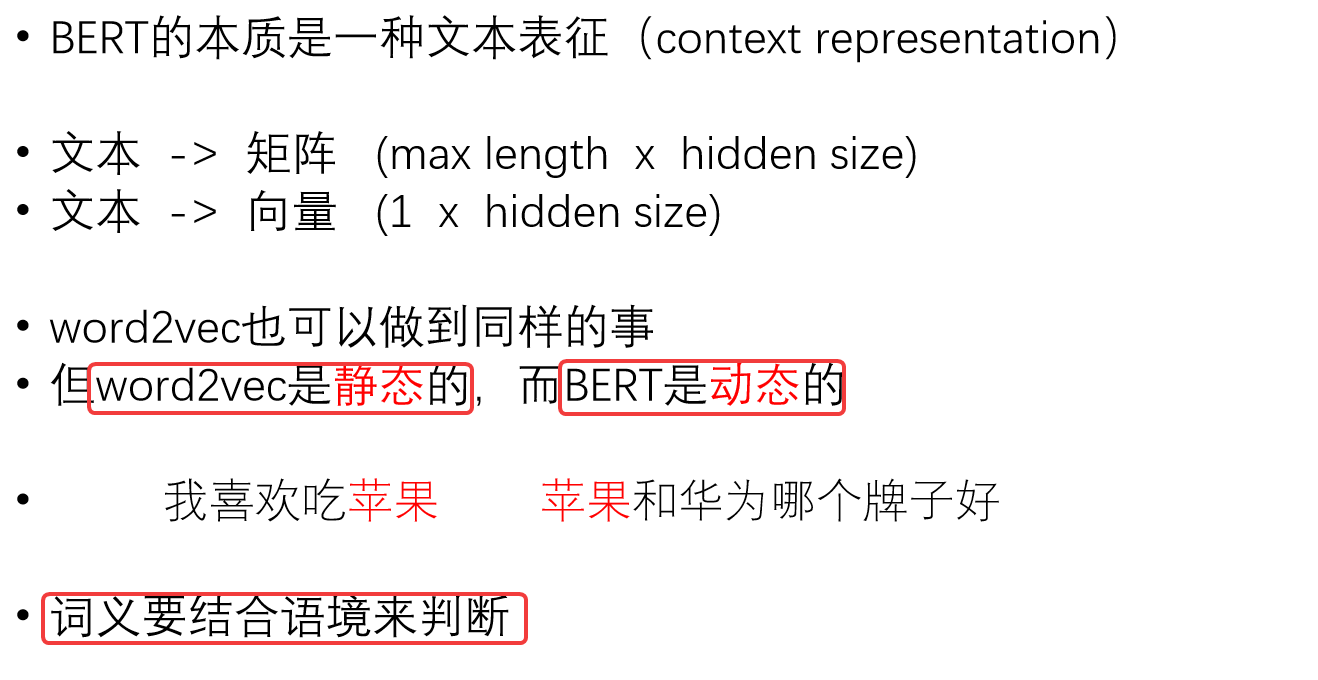 • BERT的本质是一种文本表征（context representation）
• 文本 -> 矩阵 (max length x hidden size)
• 文本 -> 向量 (1 x hidden size)
• word2vec也可以做到同样的事
• 但word2vec是静态的，而BERT是动态的
• 我喜欢吃苹果 苹果和华为哪个牌子好
• 词义要结合语境来判断